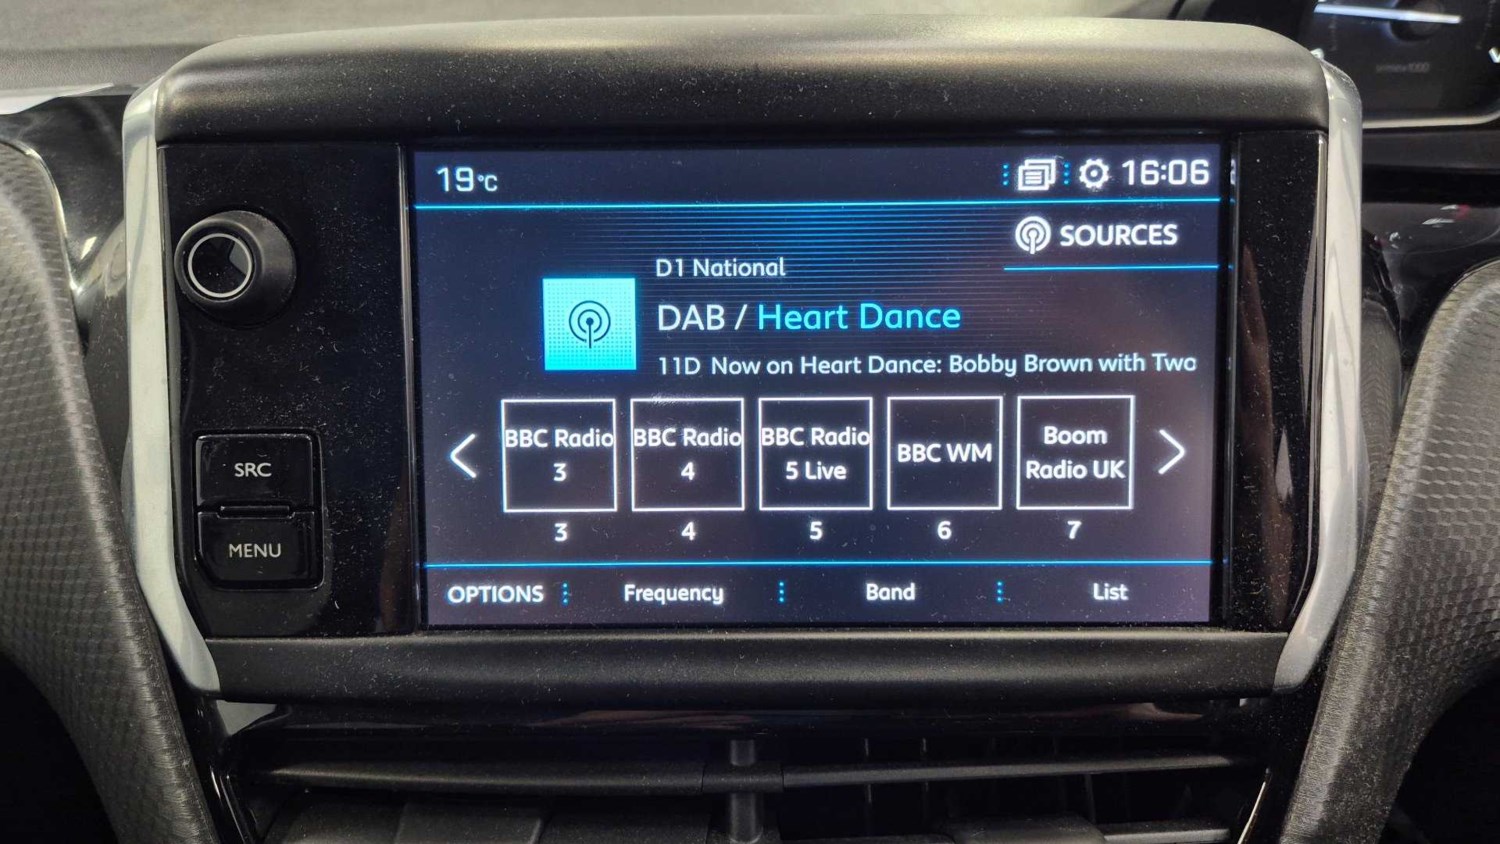 19°C
16:06
SOURCES
D1 National
DAB / Heart Dance
11D Now on Heart Dance: Bobby Brown with Two
BBC Radio
3
BBC Radio
4
BBC Radio
5 Live
BBC WM
Boom
Radio UK
3
4
5
6
7
OPTIONS
Frequency
Band
List
SRC
MENU